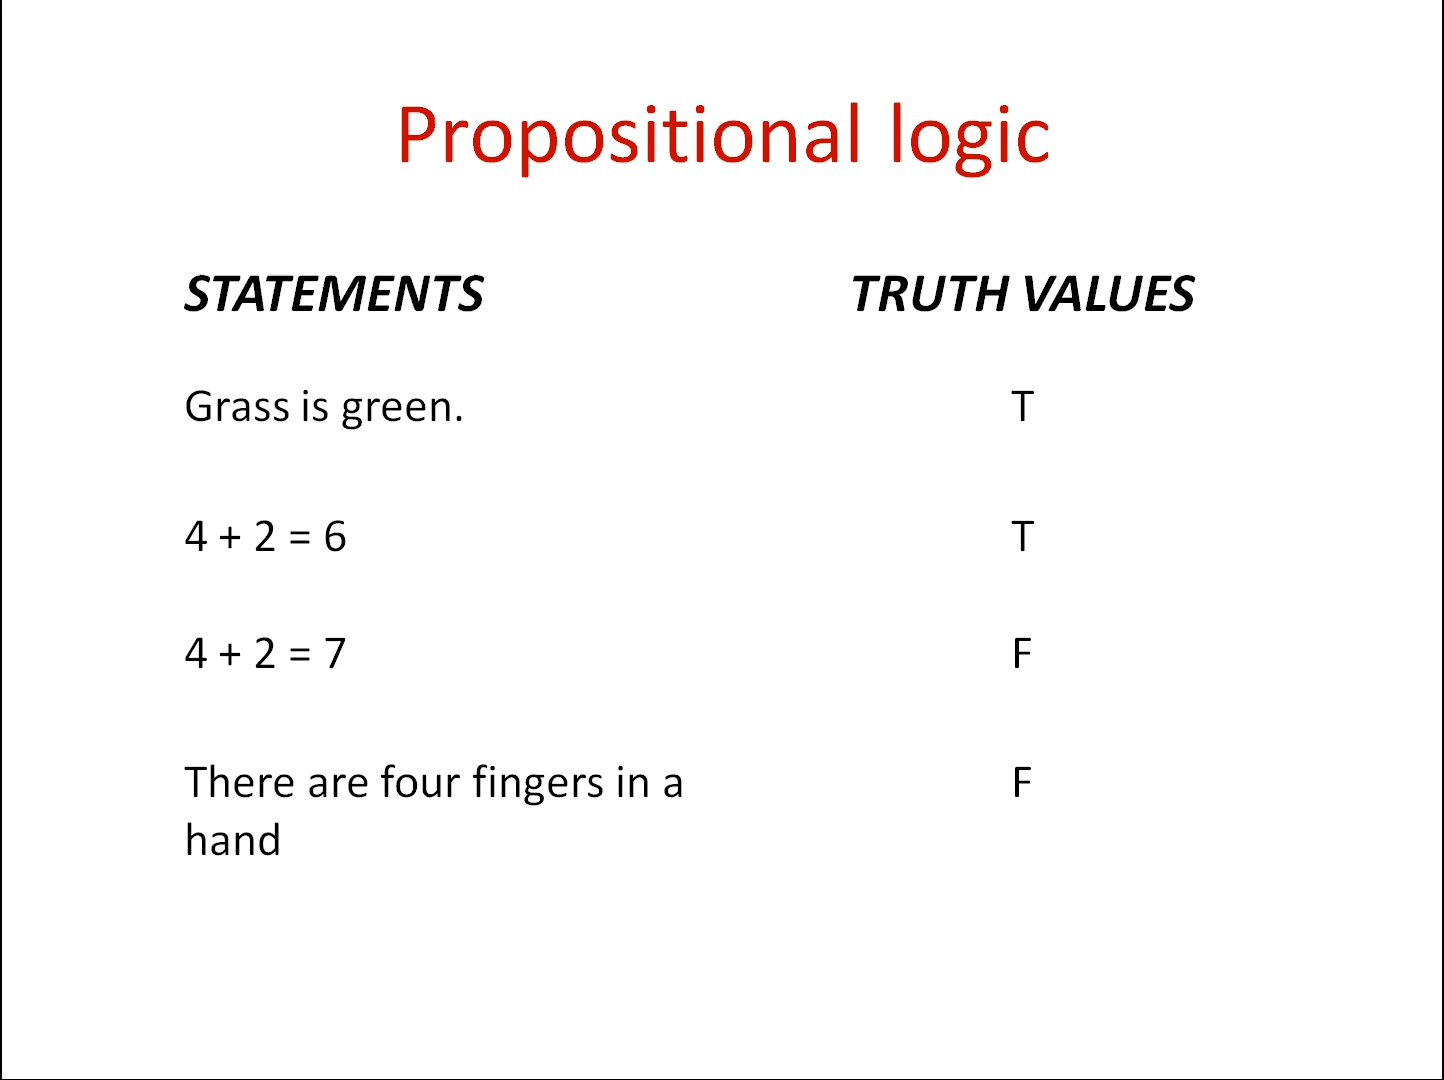 Propositional logic
STATEMENTS TRUTH VALUES
Grass is green. T
4 + 2 = 6 T
4 + 2 = 7 F
There are four fingers in a F
hand